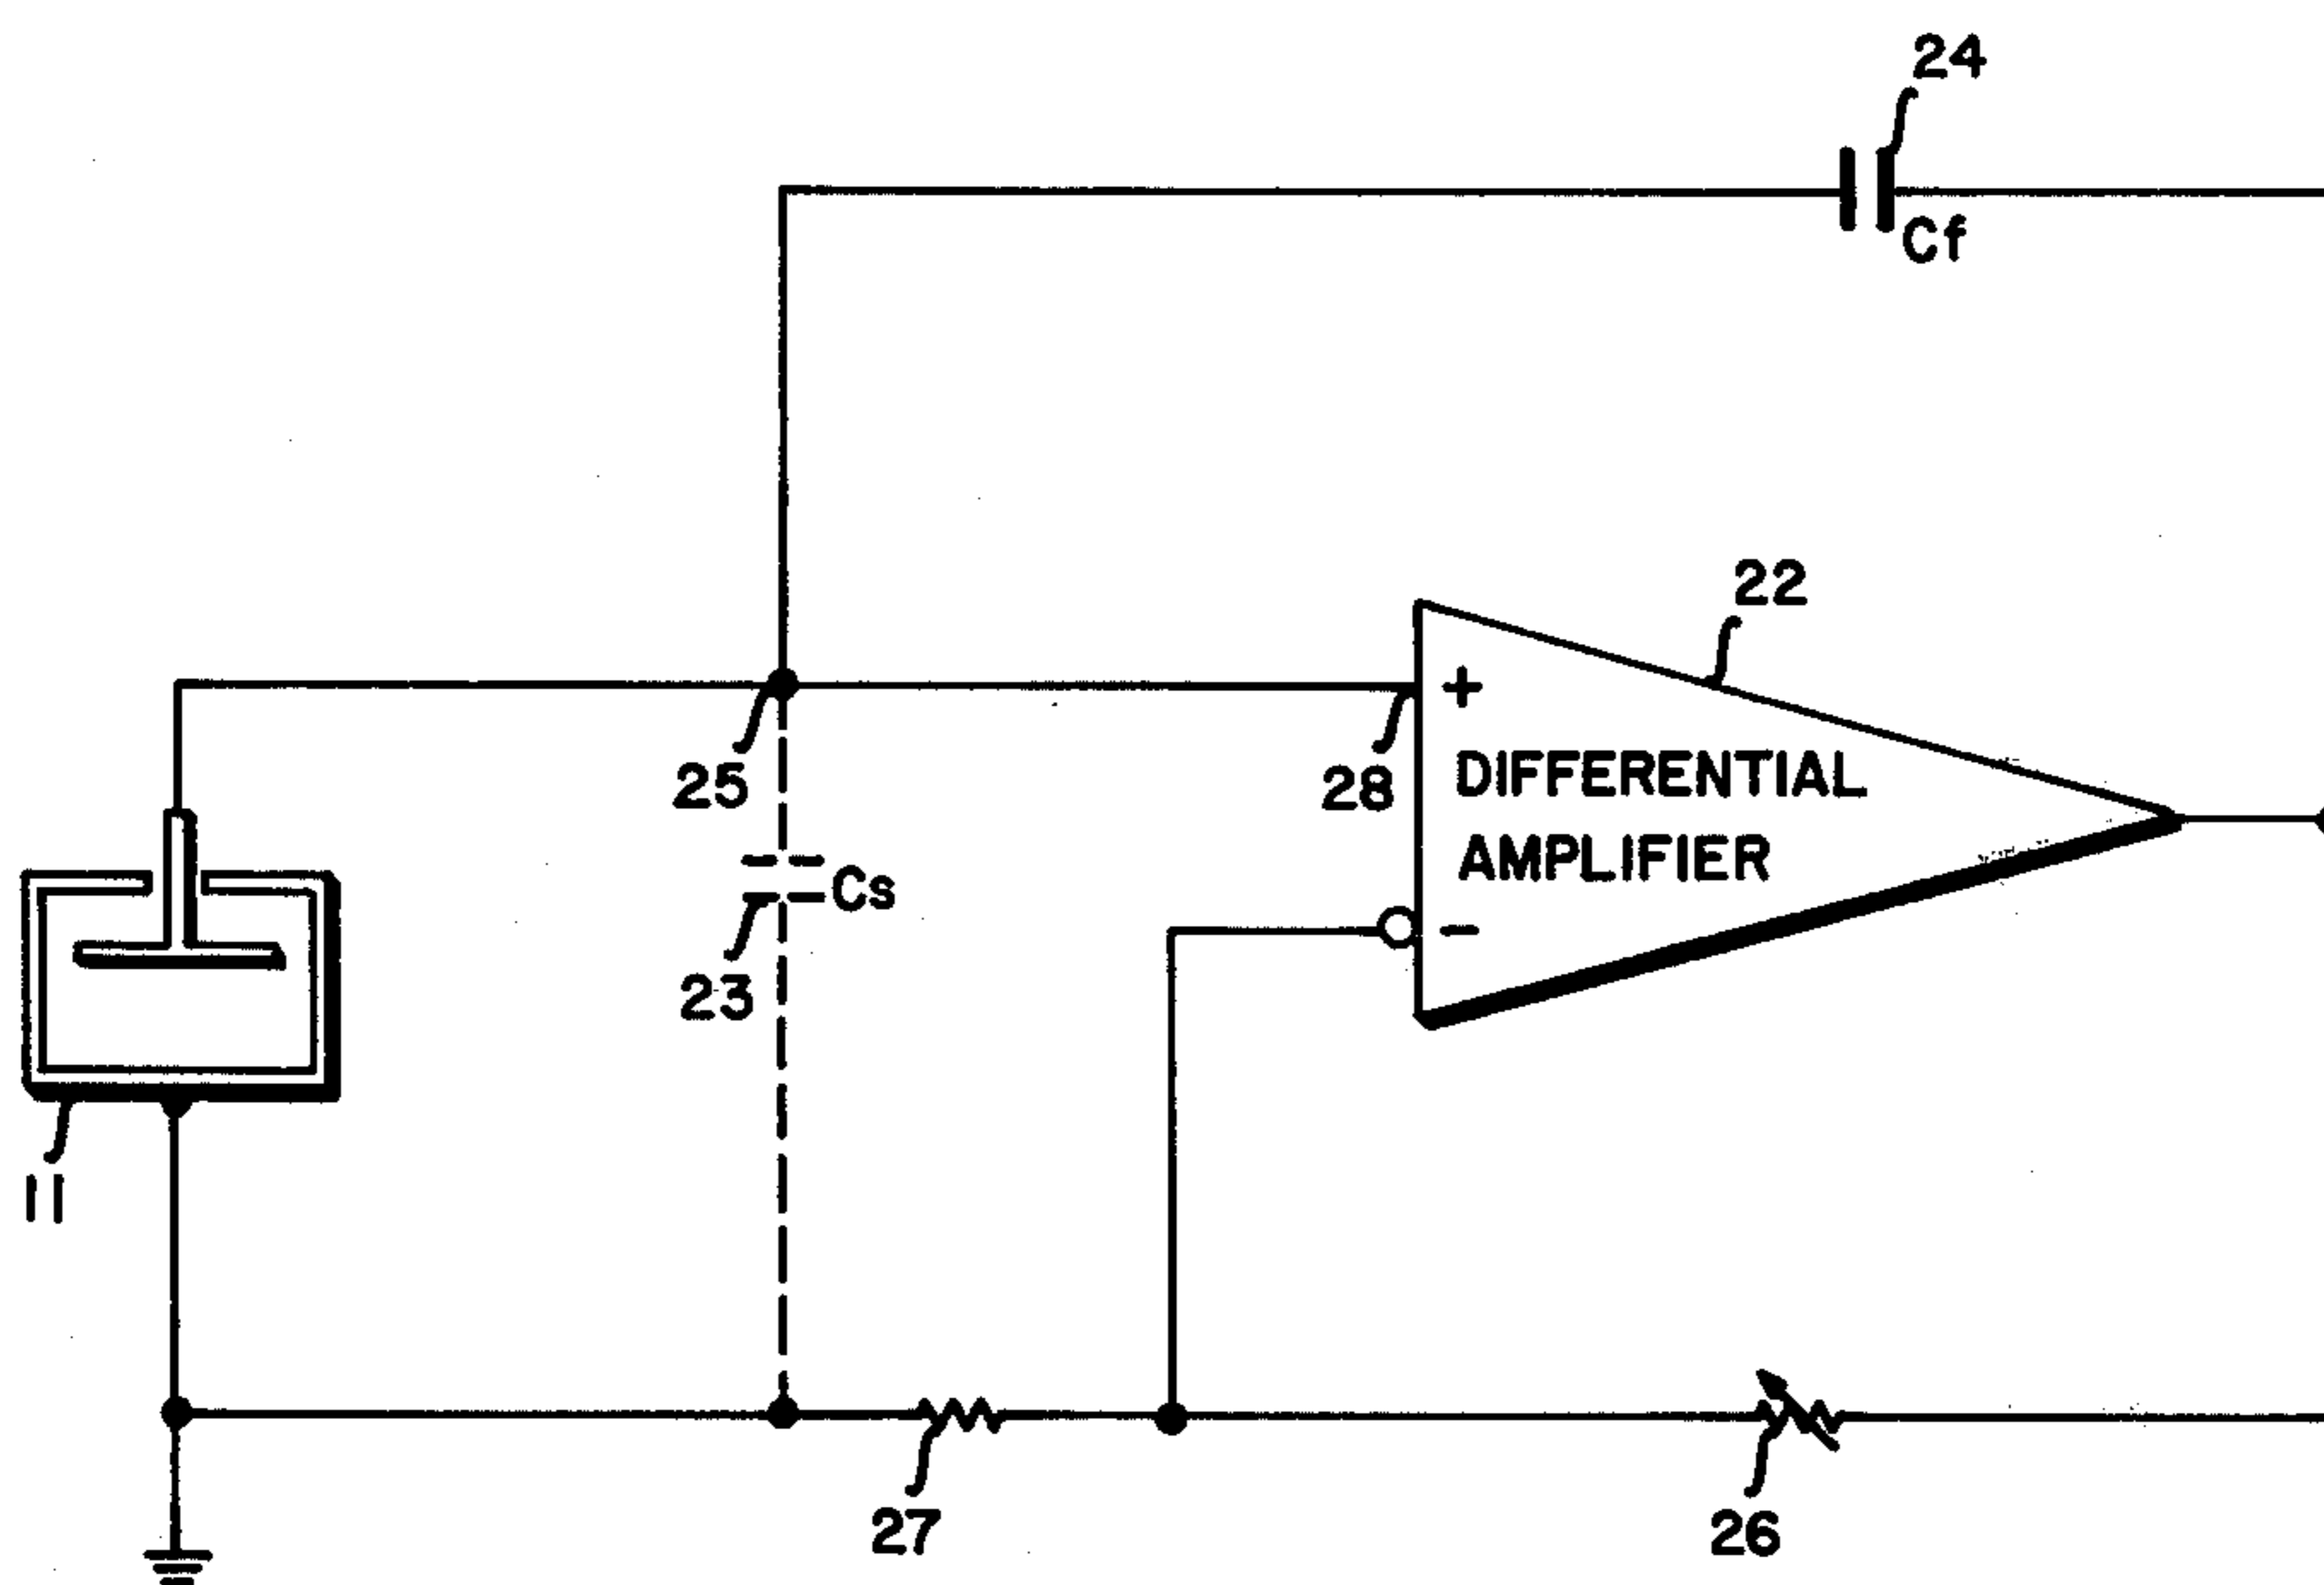 24
Cf
22
+
25
28
DIFFERENTIAL
AMPLIFIER
Cs
-
23
11
27
26